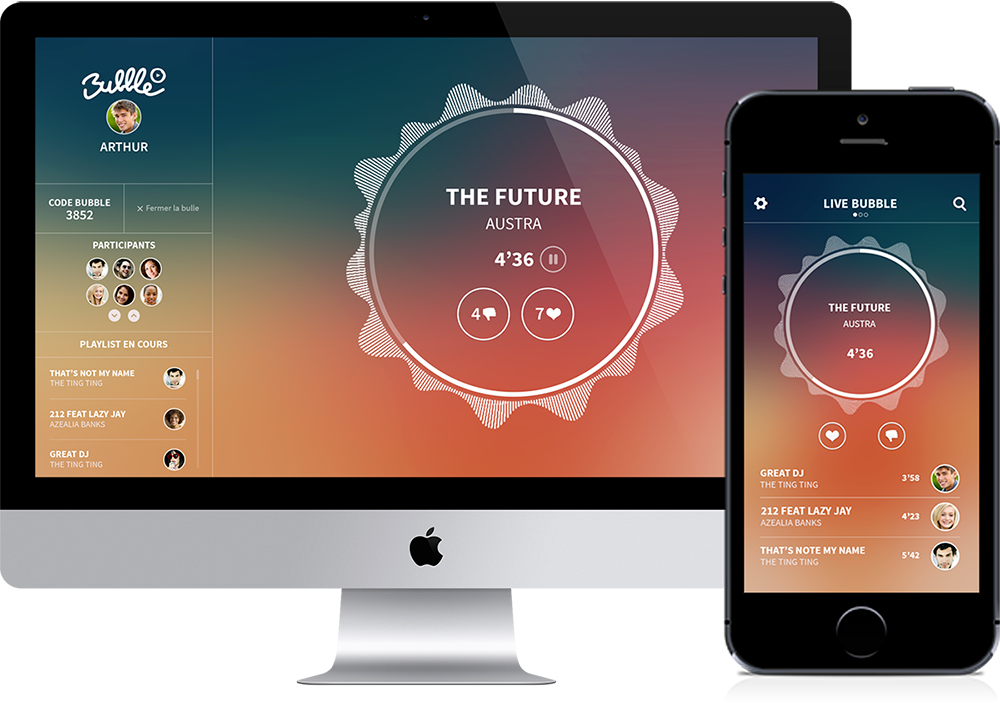 Bubble
ARTHUR
CODE BUBBLE
3852
× Fermer la bulle
PARTICIPANTS
PLAYLIST EN COURS
THAT'S NOT MY NAME
THE TING TING
212 FEAT LAZY JAY
AZEALIA BANKS
GREAT DJ
THE TING TING
THE FUTURE
AUSTRA
4'36
4
7
LIVE BUBBLE
THE FUTURE
AUSTRA
4'36
GREAT DJ
THE TING TING
3'58
212 FEAT LAZY JAY
AZEALIA BANKS
4'23
THAT'S NOTE MY NAME
THE TING TING
5'42